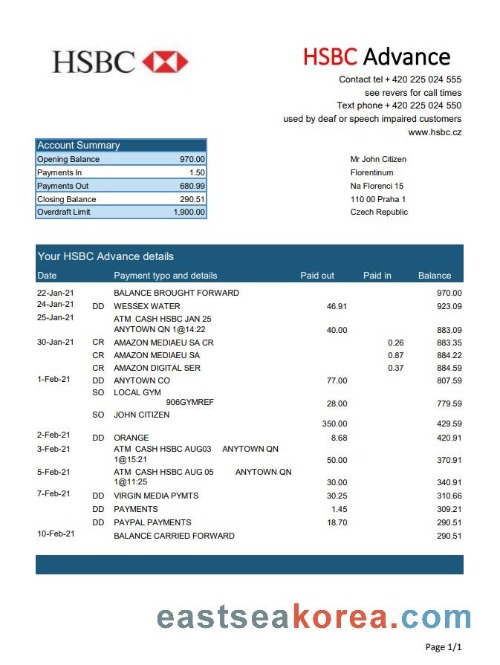 HSBC
HSBC Advance
Contact tel + 420 225 024 555
see revers for call times
Text phone + 420 225 024 550
used by deaf or speech impaired customers
www.hsbc.cz
Account Summary
Opening Balance 970.00
Payments In 1.50
Payments Out 680.99
Closing Balance 290.51
Overdraft Limit 1,900.00
Mr John Citizen
Florentinum
Na Florenci 15
110 00 Praha 1
Czech Republic
Your HSBC Advance details
Date Payment typo and details Paid out Paid in Balance
22-Jan-21 BALANCE BROUGHT FORWARD 970.00
24-Jan-21 DD WESSEX WATER 46.91 923.09
25-Jan-21 ATM CASH HSBC JAN 25
ANYTOWN QN 1@14:22 40.00 883.09
30-Jan-21 CR AMAZON MEDIAEU SA CR 0.26 883.35
CR AMAZON MEDIAEU SA 0.87 884.22
CR AMAZON DIGITAL SER 0.37 884.59
1-Feb-21 DD ANYTOWN CO 77.00 807.59
SO LOCAL GYM
906GYMREF 28.00 779.59
SO JOHN CITIZEN
350.00 429.59
2-Feb-21 DD ORANGE 8.68 420.91
3-Feb-21 ATM CASH HSBC AUG03 ANYTOWN QN
1@15:21 50.00 370.91
5-Feb-21 ATM CASH HSBC AUG 05 ANYTOWN QN
1@11:25 30.00 340.91
7-Feb-21 DD VIRGIN MEDIA PYMTS 30.25 310.66
DD PAYMENTS 1.45 309.21
DD PAYPAL PAYMENTS 18.70 290.51
10-Feb-21 BALANCE CARRIED FORWARD 290.51
eastseakorea.com
Page 1/1